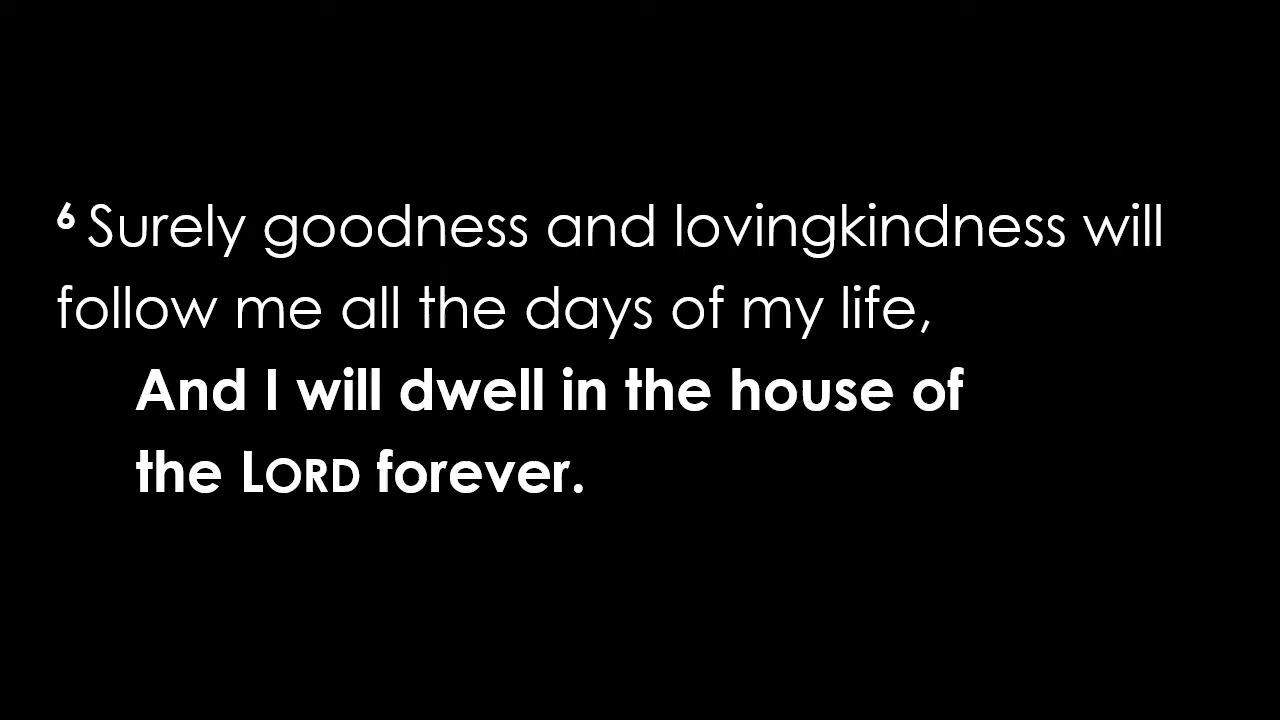 6 Surely goodness and lovingkindness will
follow me all the days of my life,
And I will dwell in the house of
the LORD forever.